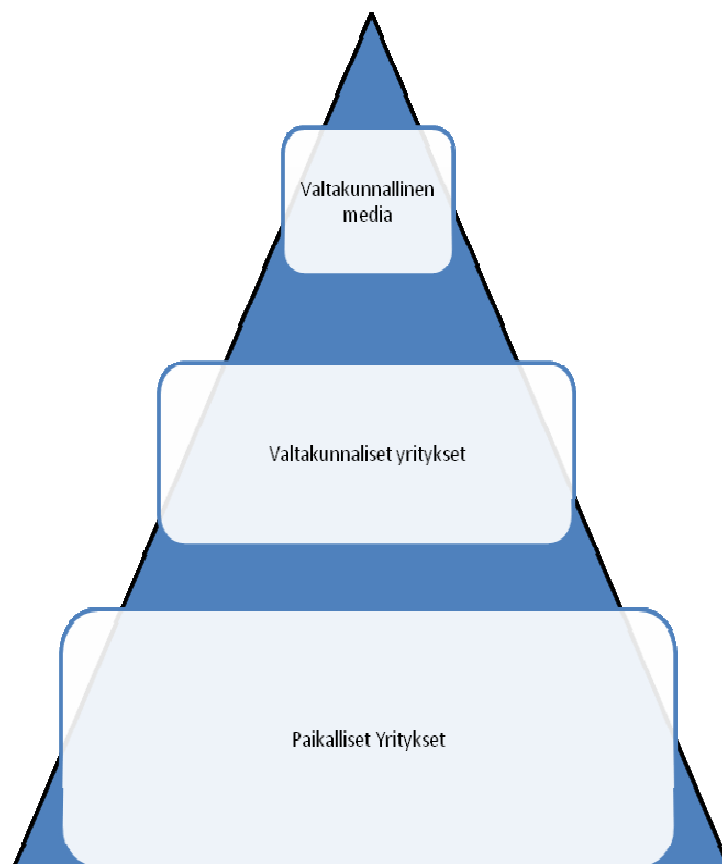 Valtakunnallinen
media
Valtakunnaliset yritykset
Paikalliset Yritykset